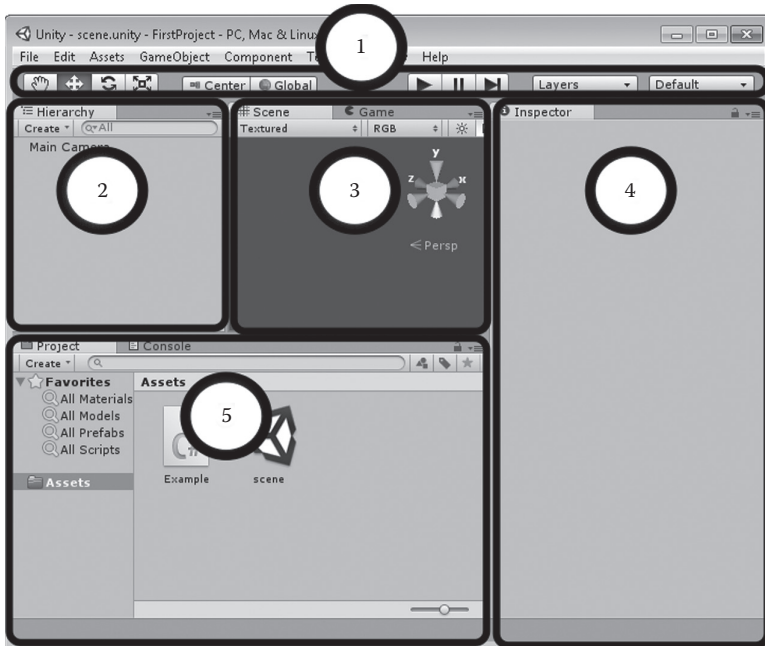 Unity - scene.unity - FirstProject - PC, Mac &
File Edit Assets GameObject Component Help
1
Center Global Layers Default
Hierarchy
Create All
Main Camera
2
Scene Game
Textured RGB
y
z x
Persp
3
Inspector
4
Project Console
Create
Favorites
All Materials
All Models
All Prefabs
All Scripts
Assets
Assets
5
C#
Example scene